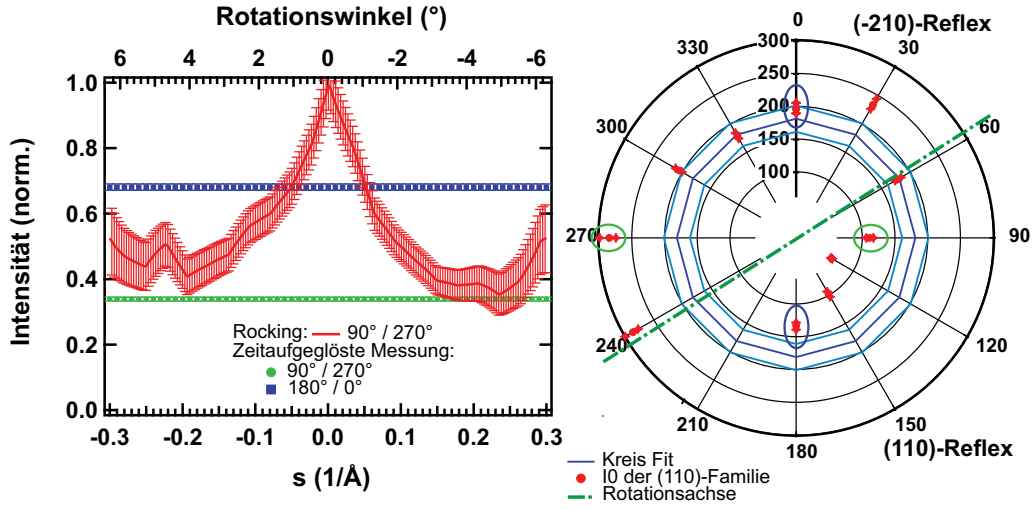 Rotationswinkel (°)
6 4 2 0 -2 -4 -6
1.0
0.8
0.6
0.4
0.2
0.0
Intensität (norm.)
Rocking: 90° / 270°
Zeitaufgeglöste Messung:
90° / 270°
180° / 0°
-0.3 -0.2 -0.1 0.0 0.1 0.2 0.3
s (1/Å)
(-210)-Reflex
0
30
60
90
120
150
180
210
240
270
300
330
300
250
200
150
100
(110)-Reflex
Kreis Fit
I0 der (110)-Familie
Rotationsachse